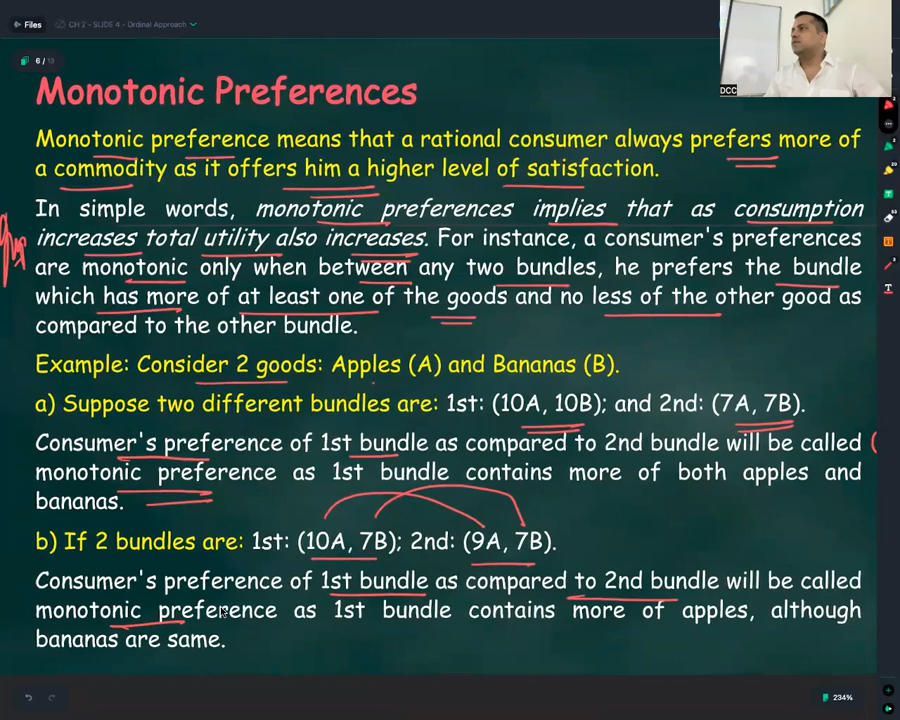 Files
CH 2 - SLIDE 4 - Ordinal Approach
6 / 13
DCC
Monotonic Preferences
Monotonic preference means that a rational consumer always prefers more of
a commodity as it offers him a higher level of satisfaction.
In simple words, monotonic preferences implies that as consumption
increases total utility also increases. For instance, a consumer's preferences
are monotonic only when between any two bundles, he prefers the bundle
which has more of at least one of the goods and no less of the other good as
compared to the other bundle.
Example: Consider 2 goods: Apples (A) and Bananas (B).
a) Suppose two different bundles are: 1st: (10A, 10B); and 2nd: (7A, 7B).
Consumer's preference of 1st bundle as compared to 2nd bundle will be called
monotonic preference as 1st bundle contains more of both apples and
bananas.
b) If 2 bundles are: 1st: (10A, 7B); 2nd: (9A, 7B).
Consumer's preference of 1st bundle as compared to 2nd bundle will be called
monotonic preference as 1st bundle contains more of apples, although
bananas are same.
234%